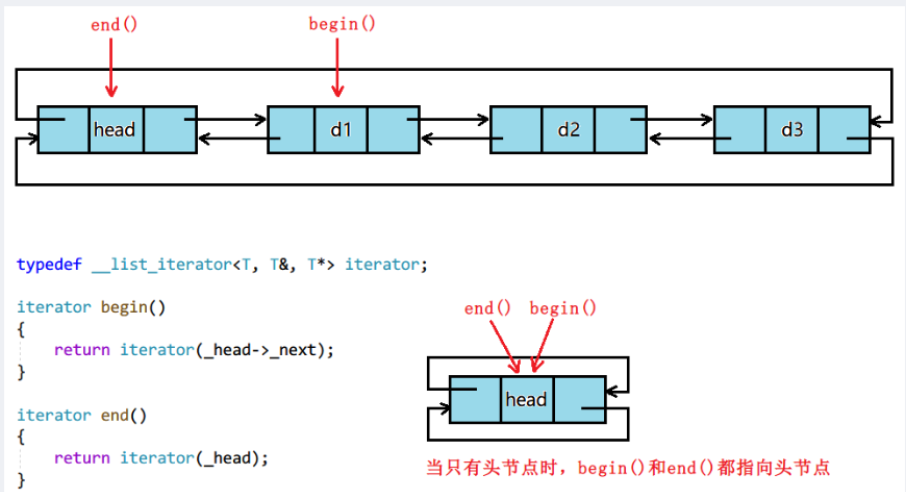 end() begin()
head d1 d2 d3
typedef __list_iterator<T, T&, T*> iterator;
iterator begin()
{
    return iterator(_head->_next);
}
iterator end()
{
    return iterator(_head);
}
end() begin()
head
当只有头节点时，begin()和end()都指向头节点